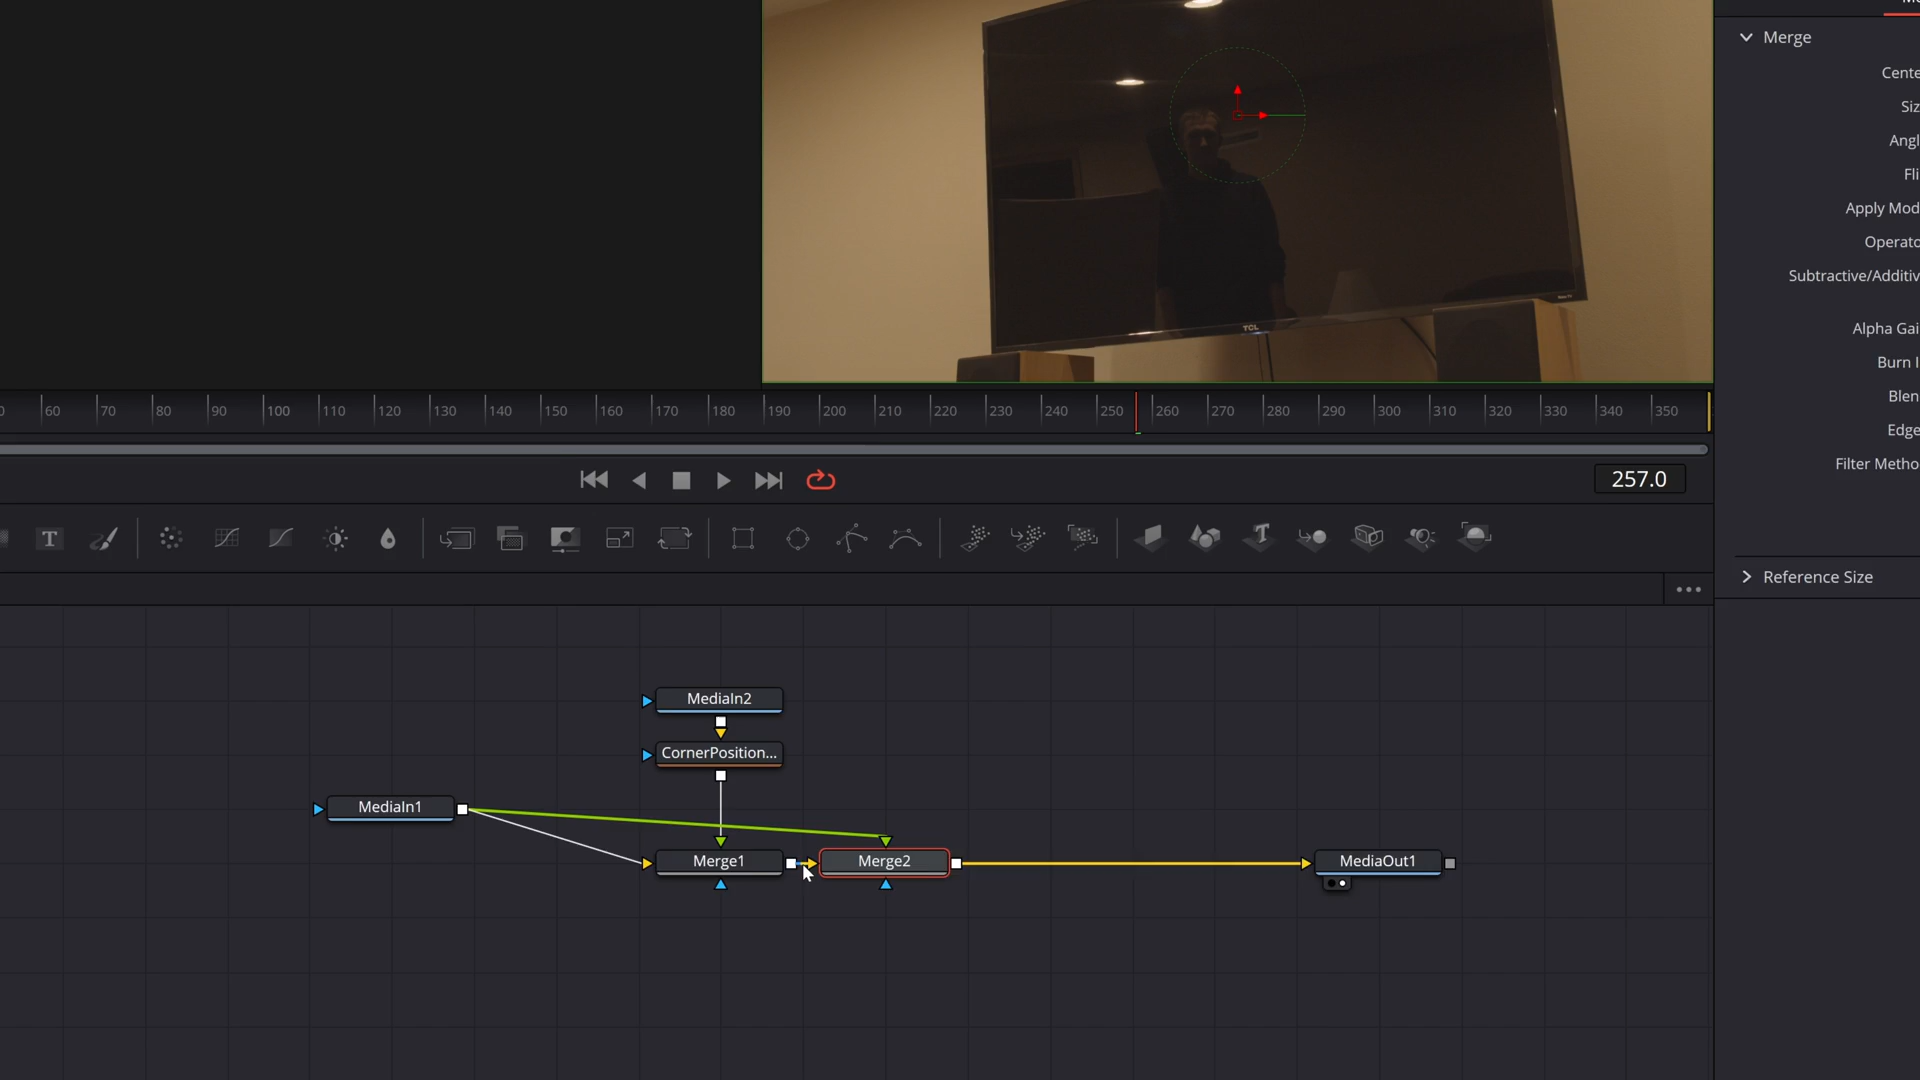 Merge
Cente
Siz
Angl
Fli
Apply Mod
Operato
Subtractive/Additiv
Alpha Gai
Burn I
Blen
Edge
Filter Metho
Reference Size
TCL
0 60 70 80 90 100 110 120 130 140 150 160 170 180 190 200 210 220 230 240 250 260 270 280 290 300 310 320 330 340 350
257.0
T
MediaIn2
CornerPosition...
MediaIn1
Merge1
Merge2
MediaOut1